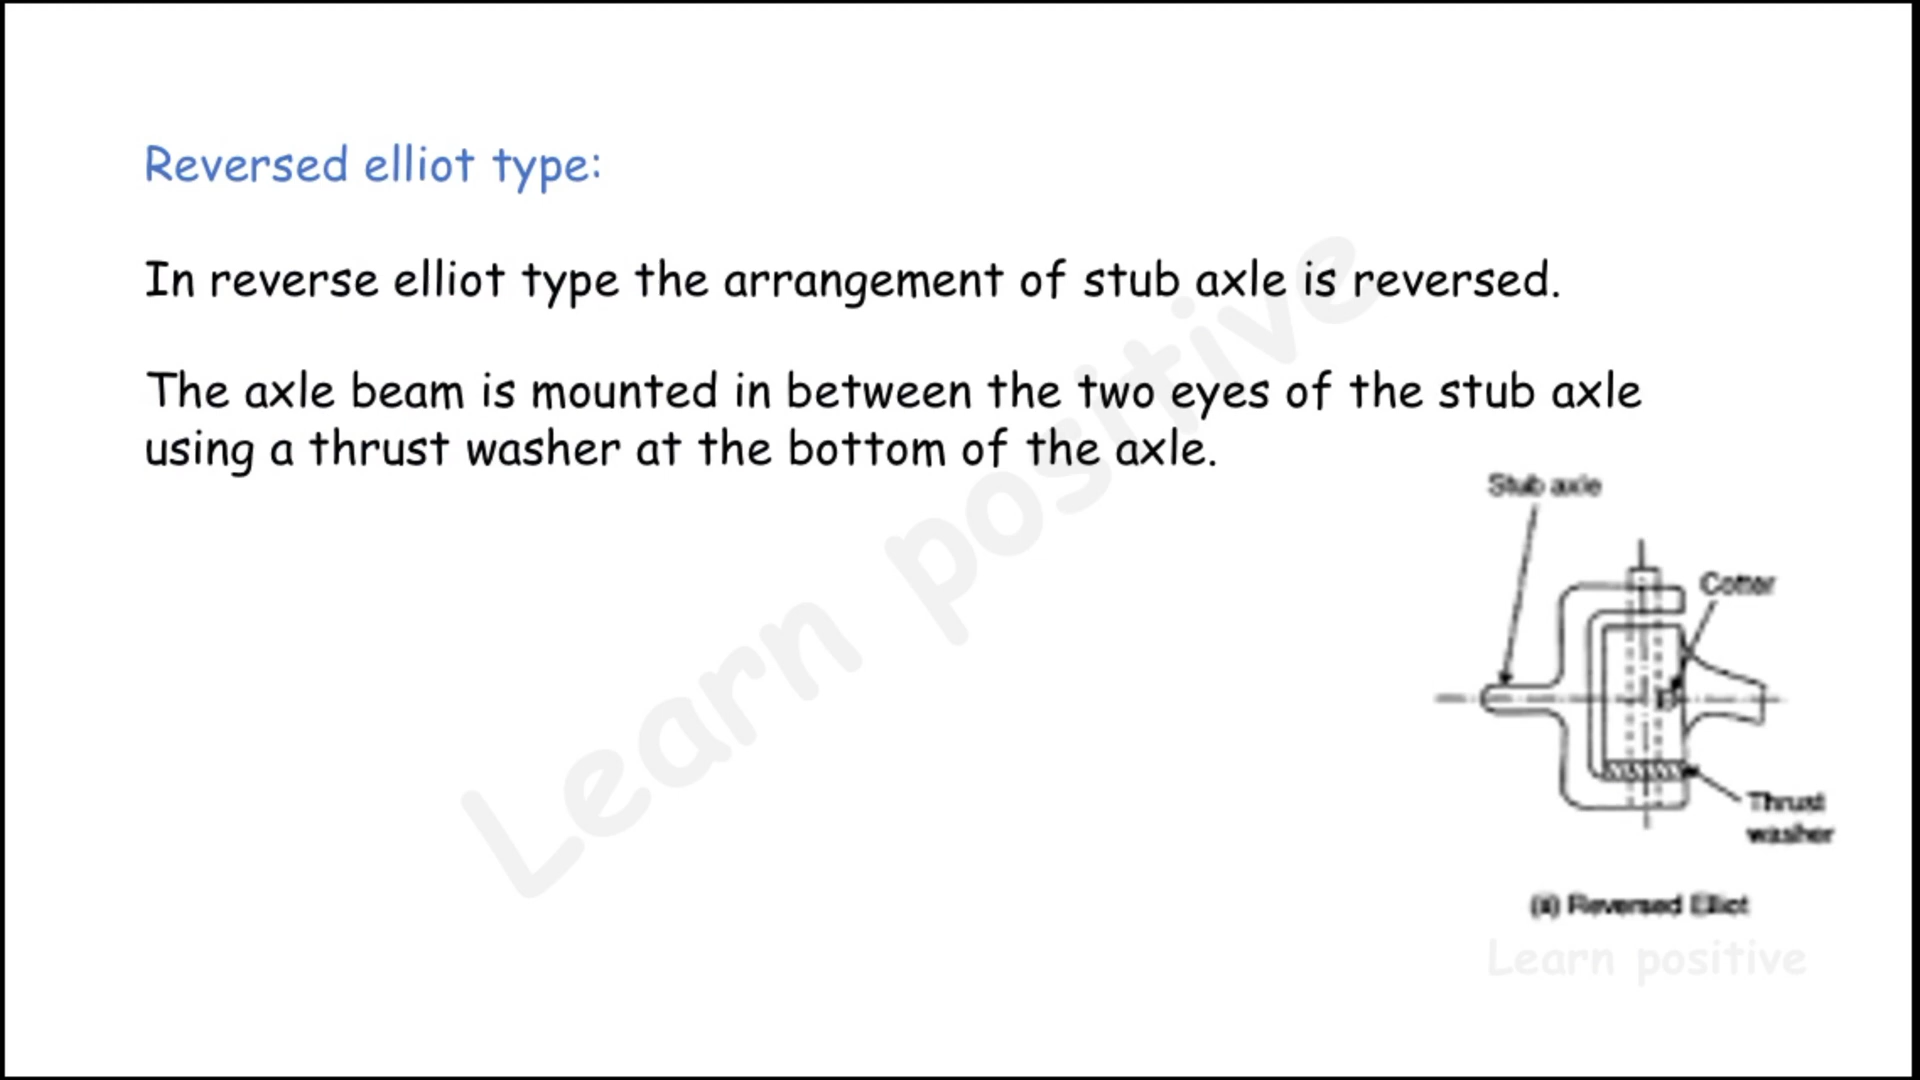 Reversed elliot type:
In reverse elliot type the arrangement of stub axle is reversed.
The axle beam is mounted in between the two eyes of the stub axle
using a thrust washer at the bottom of the axle.
Stub axle
Cotter
Thrust
washer
(ii) Reversed Elliot
Learn positive
Learn positive